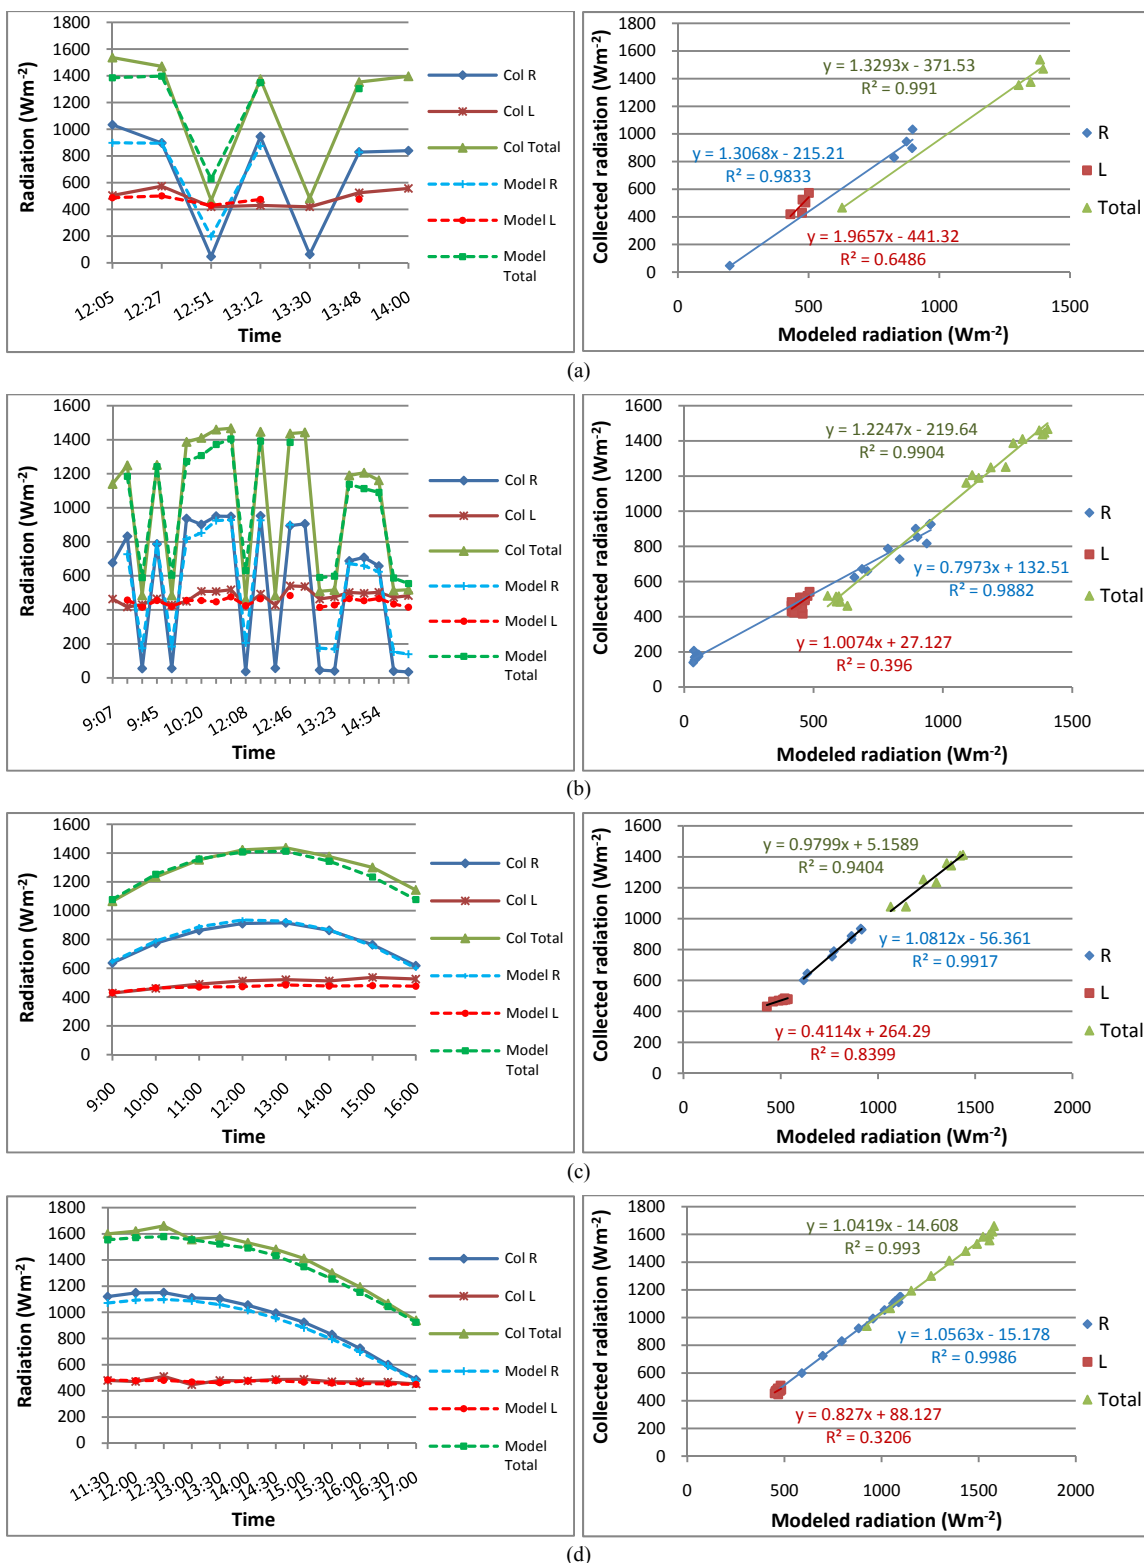 1800
1600
1400
1200
1000
800
600
400
200
0
Radiation (Wm-2)
12:05
12:27
12:51
13:12
13:30
13:48
14:00
Time
Col R
Col L
Col Total
Model R
Model L
Model
Total
1800
1600
1400
1200
1000
800
600
400
200
0
Collected radiation (Wm-2)
y = 1.3293x - 371.53
R² = 0.991
y = 1.3068x - 215.21
R² = 0.9833
y = 1.9657x - 441.32
R² = 0.6486
0
500
1000
1500
Modeled radiation (Wm-2)
R
L
Total
(a)
1600
1400
1200
1000
800
600
400
200
0
Radiation (Wm-2)
9:07
9:45
10:20
12:08
12:46
13:23
14:54
Time
Col R
Col L
Col Total
Model R
Model L
Model
Total
1600
1400
1200
1000
800
600
400
200
0
Collected radiation (Wm-2)
y = 1.2247x - 219.64
R² = 0.9904
y = 0.7973x + 132.51
R² = 0.9882
y = 1.0074x + 27.127
R² = 0.396
0
500
1000
1500
Modeled radiation (Wm-2)
R
L
Total
(b)
1600
1400
1200
1000
800
600
400
200
0
Radiation (Wm-2)
9:00
10:00
11:00
12:00
13:00
14:00
15:00
16:00
Time
Col R
Col L
Col Total
Model R
Model L
Model
Total
1600
1400
1200
1000
800
600
400
200
0
Collected radiation (Wm-2)
y = 0.9799x + 5.1589
R² = 0.9404
y = 1.0812x - 56.361
R² = 0.9917
y = 0.4114x + 264.29
R² = 0.8399
0
500
1000
1500
2000
Modeled radiation (Wm-2)
R
L
Total
(c)
1800
1600
1400
1200
1000
800
600
400
200
0
Radiation (Wm-2)
11:30
12:00
12:30
13:00
13:30
14:00
14:30
15:00
15:30
16:00
16:30
17:00
Time
Col R
Col L
Col Total
Model R
Model L
Model
Total
1800
1600
1400
1200
1000
800
600
400
200
0
Collected radiation (Wm-2)
y = 1.0419x - 14.608
R² = 0.993
y = 1.0563x - 15.178
R² = 0.9986
y = 0.827x + 88.127
R² = 0.3206
0
500
1000
1500
2000
Modeled radiation (Wm-2)
R
L
Total
(d)